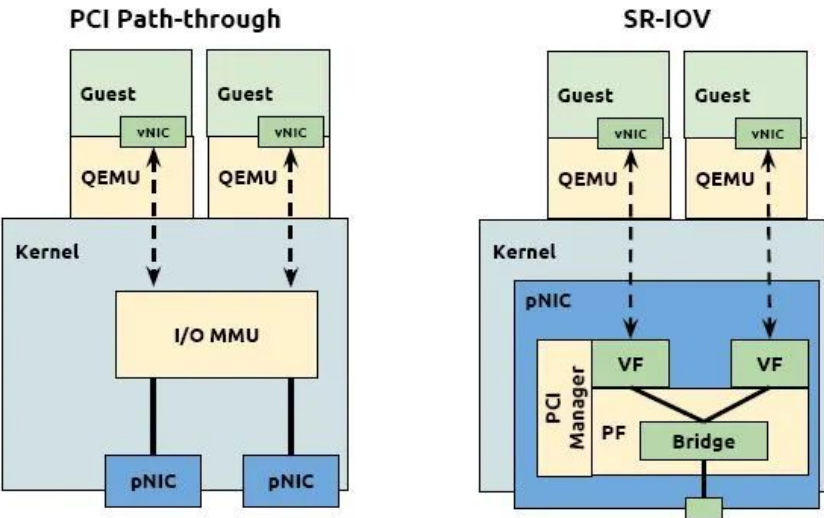 PCI Path-through
Guest
Guest
vNIC
vNIC
QEMU
QEMU
Kernel
I/O MMU
pNIC
pNIC
SR-IOV
Guest
Guest
vNIC
vNIC
QEMU
QEMU
Kernel
pNIC
VF
VF
PCI
Manager
PF
Bridge